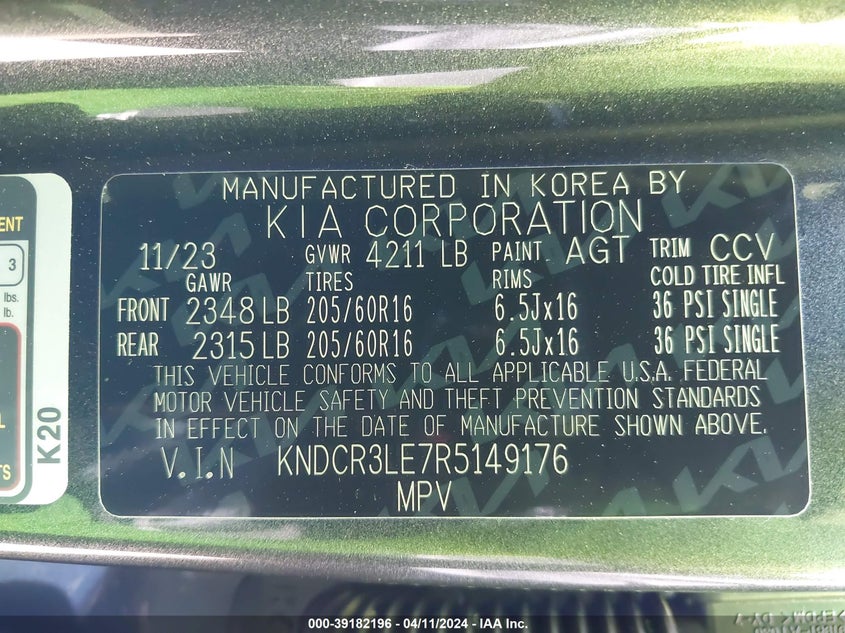 MANUFACTURED IN KOREA BY
KIA CORPORATION
11/23 GVWR 4211 LB PAINT AGT TRIM CCV
GAWR TIRES RIMS COLD TIRE INFL
FRONT 2348 LB 205/60R16 6.5Jx16 36 PSI SINGLE
REAR 2315 LB 205/60R16 6.5Jx16 36 PSI SINGLE
THIS VEHICLE CONFORMS TO ALL APPLICABLE U.S.A. FEDERAL
MOTOR VEHICLE SAFETY AND THEFT PREVENTION STANDARDS
IN EFFECT ON THE DATE OF MANUFACTURE SHOWN ABOVE.
V.I.N KNDCR3LE7R5149176
MPV
3
lbs.
K20
000-39182196 - 04/11/2024 - IAA Inc.